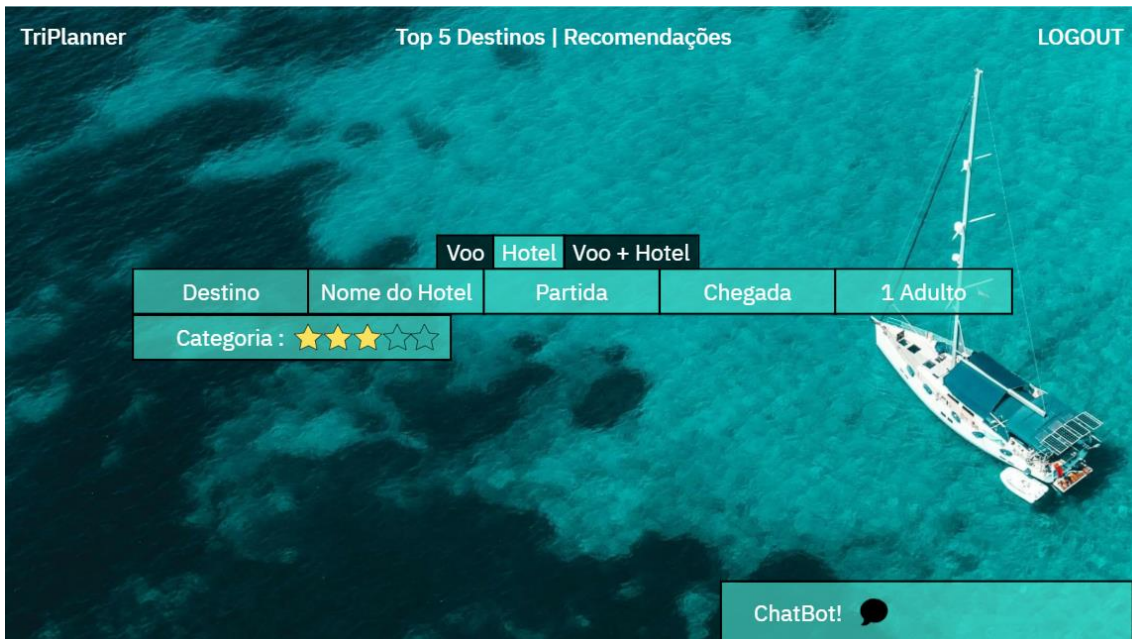 TriPlanner
Top 5 Destinos | Recomendações
LOGOUT
Voo Hotel Voo + Hotel
Destino Nome do Hotel Partida Chegada 1 Adulto
Categoria :
ChatBot!